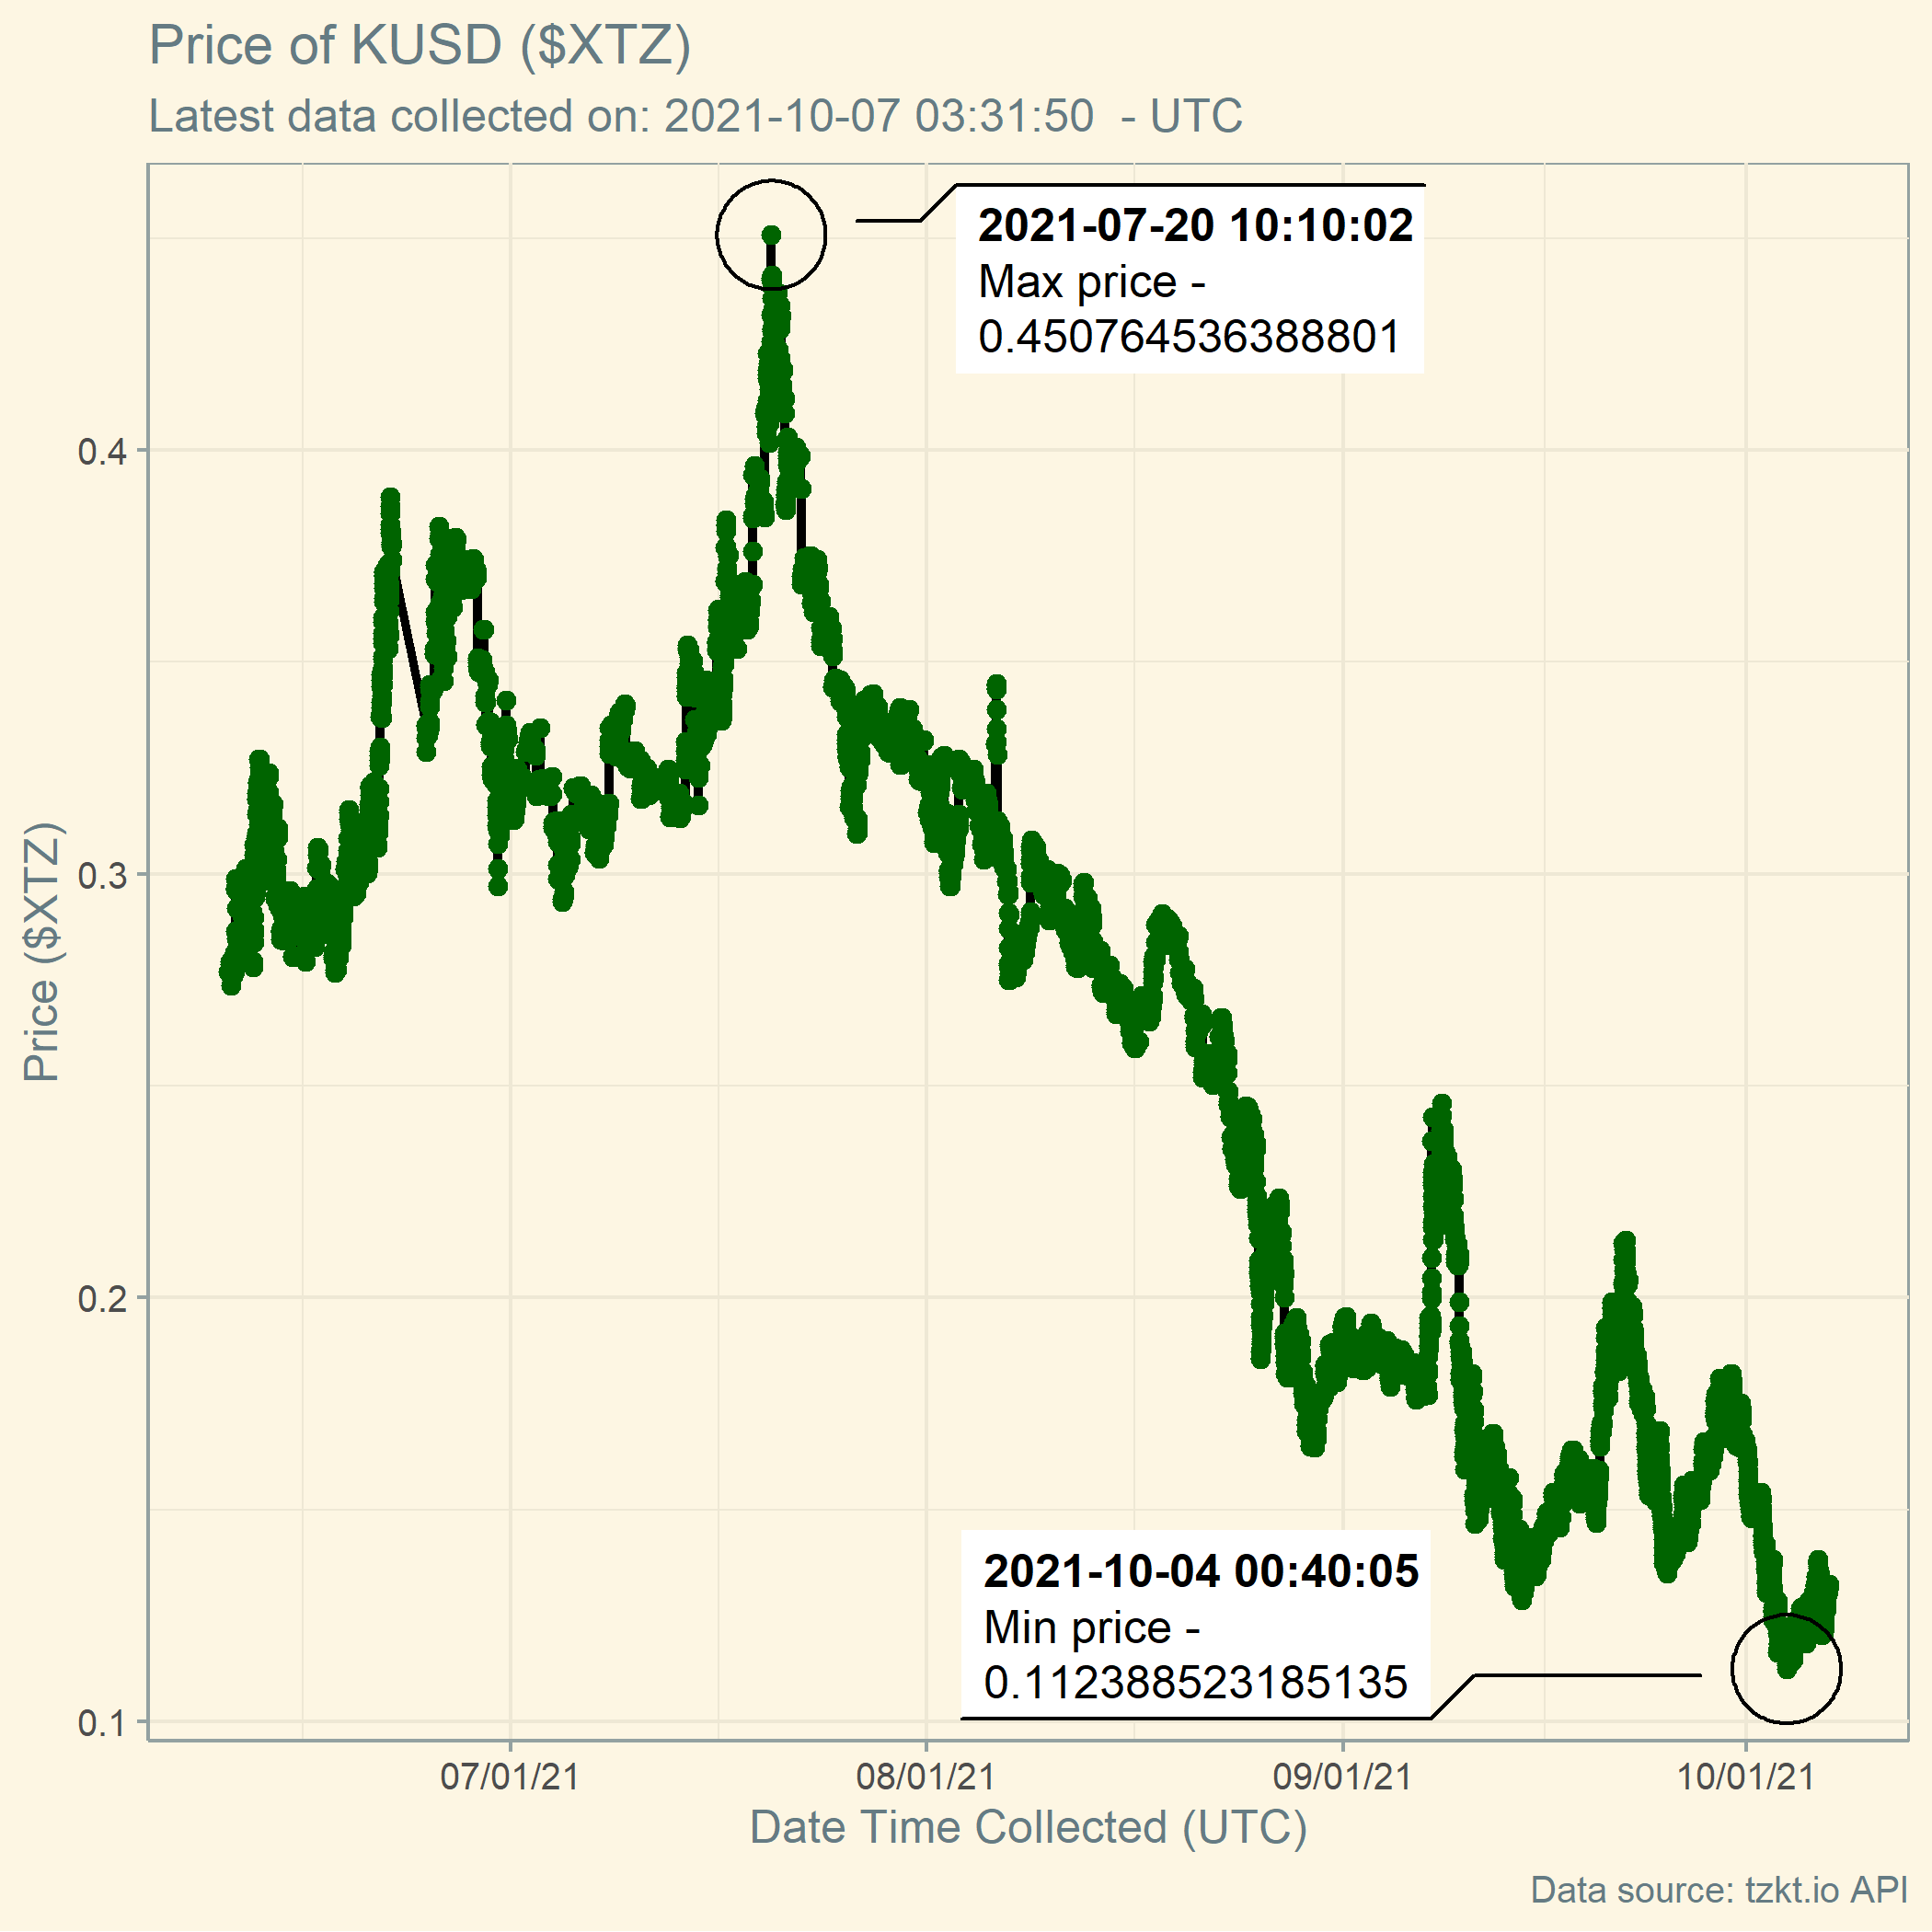 Price of KUSD ($XTZ)
Latest data collected on: 2021-10-07 03:31:50  - UTC
2021-07-20 10:10:02
Max price -
0.450764536388801
0.4
0.3
0.2
0.1
Price ($XTZ)
2021-10-04 00:40:05
Min price -
0.112388523185135
07/01/21
08/01/21
09/01/21
10/01/21
Date Time Collected (UTC)
Data source: tzkt.io API